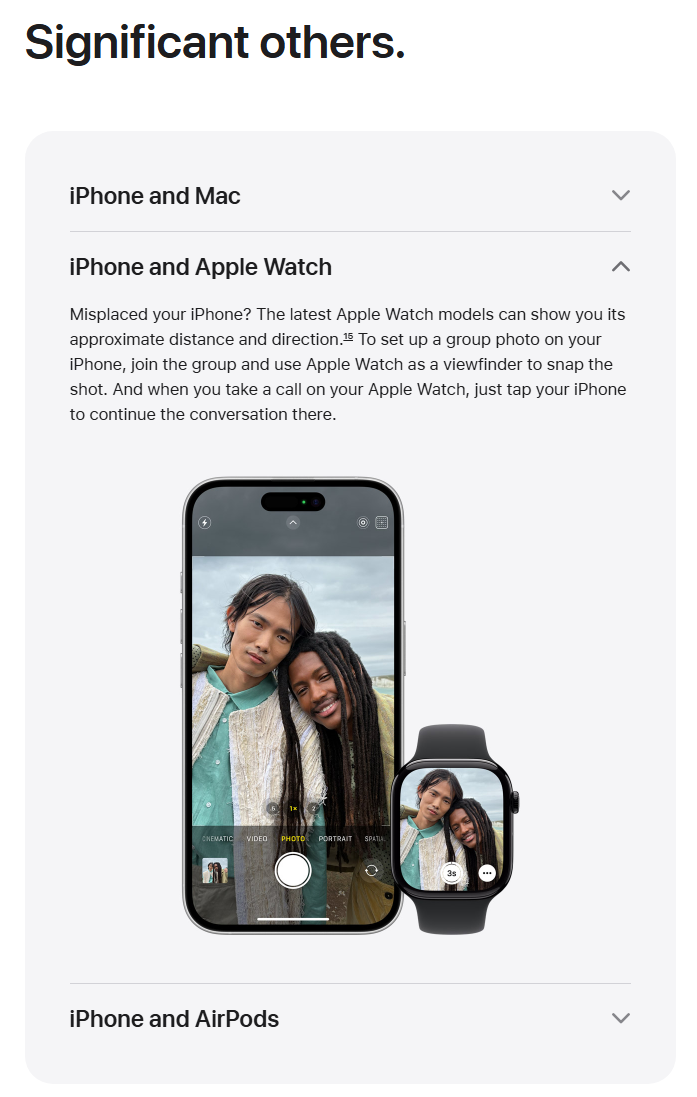 Significant others.
iPhone and Mac
iPhone and Apple Watch
Misplaced your iPhone? The latest Apple Watch models can show you its
approximate distance and direction.¹⁵ To set up a group photo on your
iPhone, join the group and use Apple Watch as a viewfinder to snap the
shot. And when you take a call on your Apple Watch, just tap your iPhone
to continue the conversation there.
.5 1× 2
CINEMATIC VIDEO PHOTO PORTRAIT SPATIA
3s
iPhone and AirPods